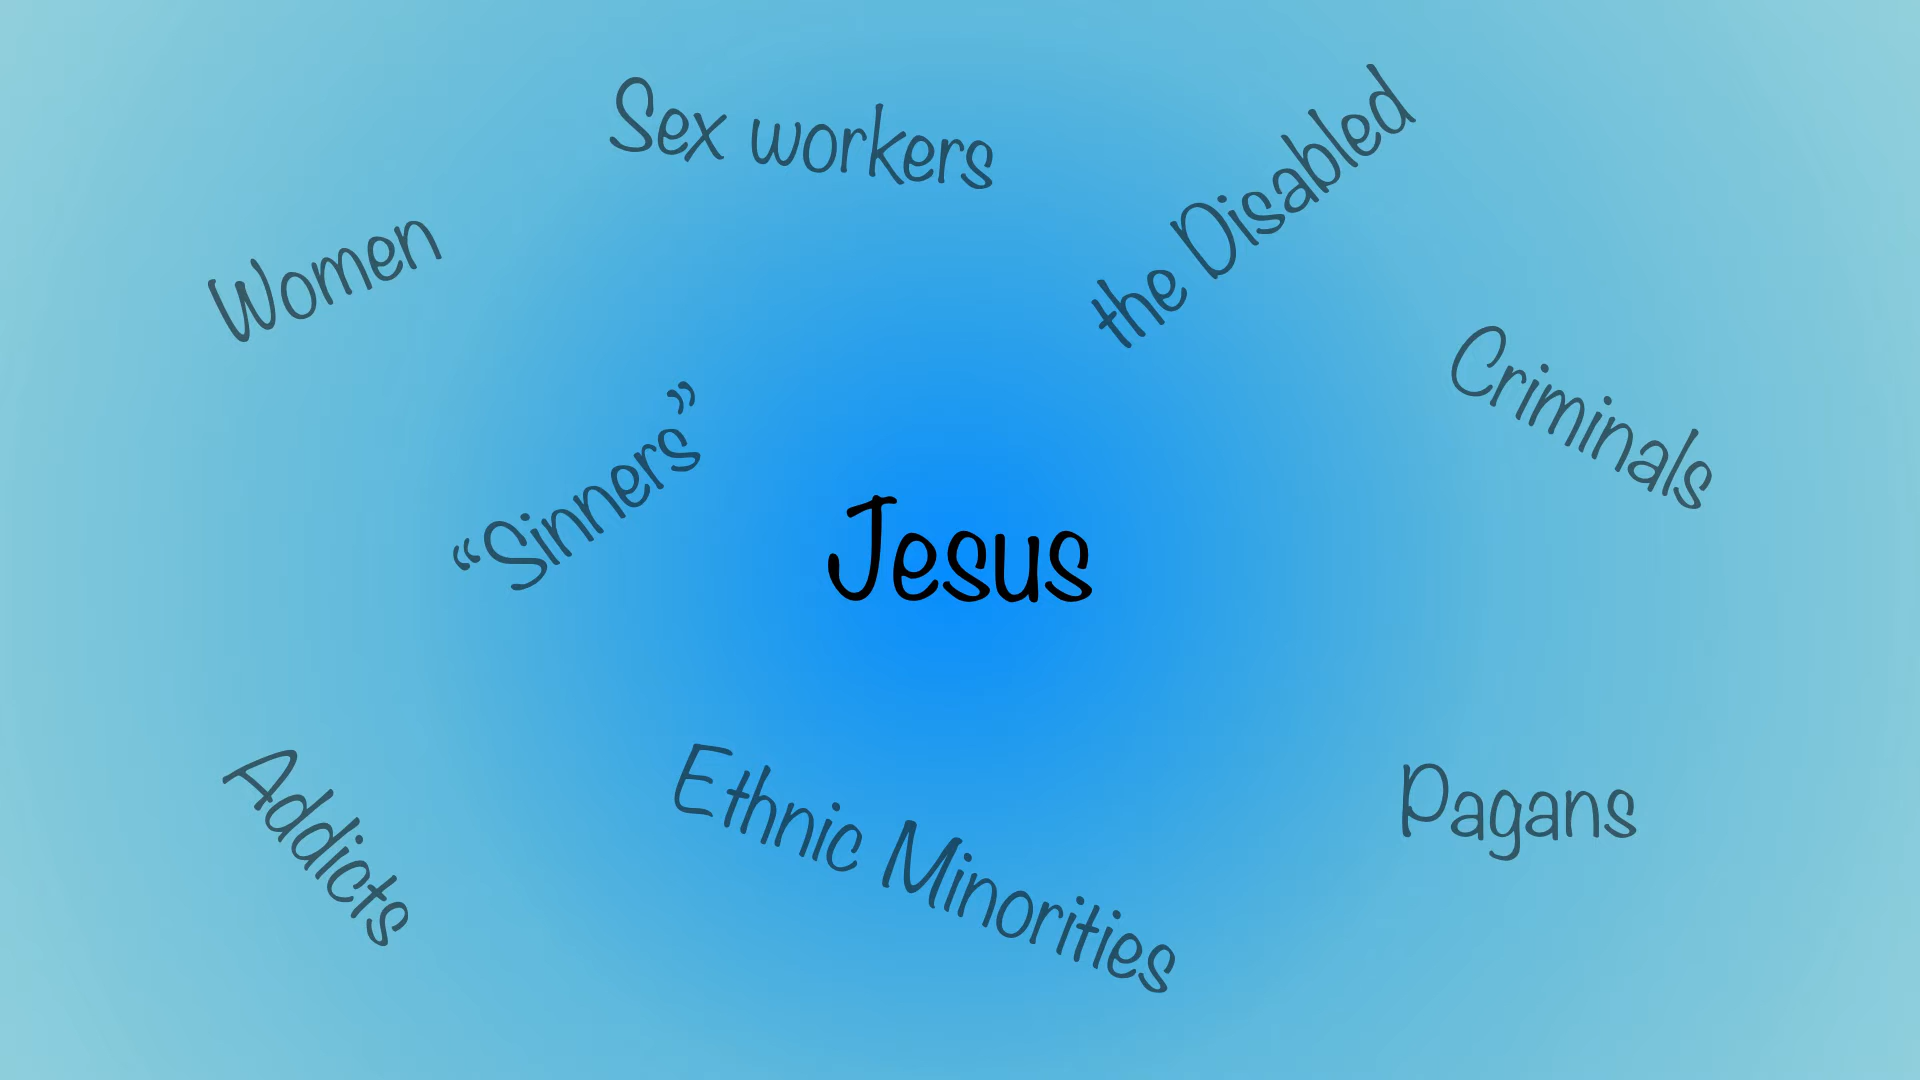 Sex workers
the Disabled
Women
Criminals
“Sinners”
Jesus
Addicts
Ethnic Minorities
Pagans